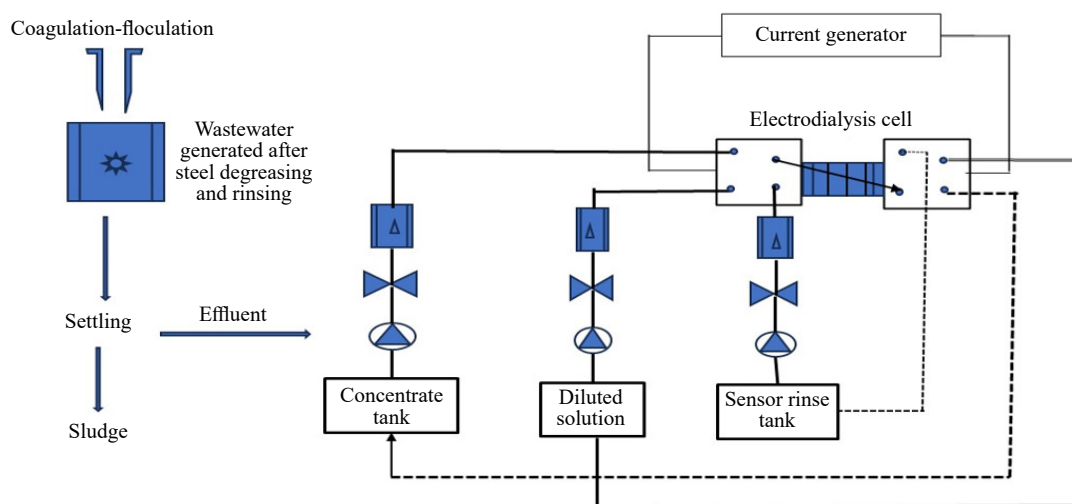 Coagulation-floculation
Wastewater
generated after
steel degreasing
and rinsing
Settling
Effluent
Sludge
Current generator
Electrodialysis cell
Concentrate
tank
Diluted
solution
Sensor rinse
tank